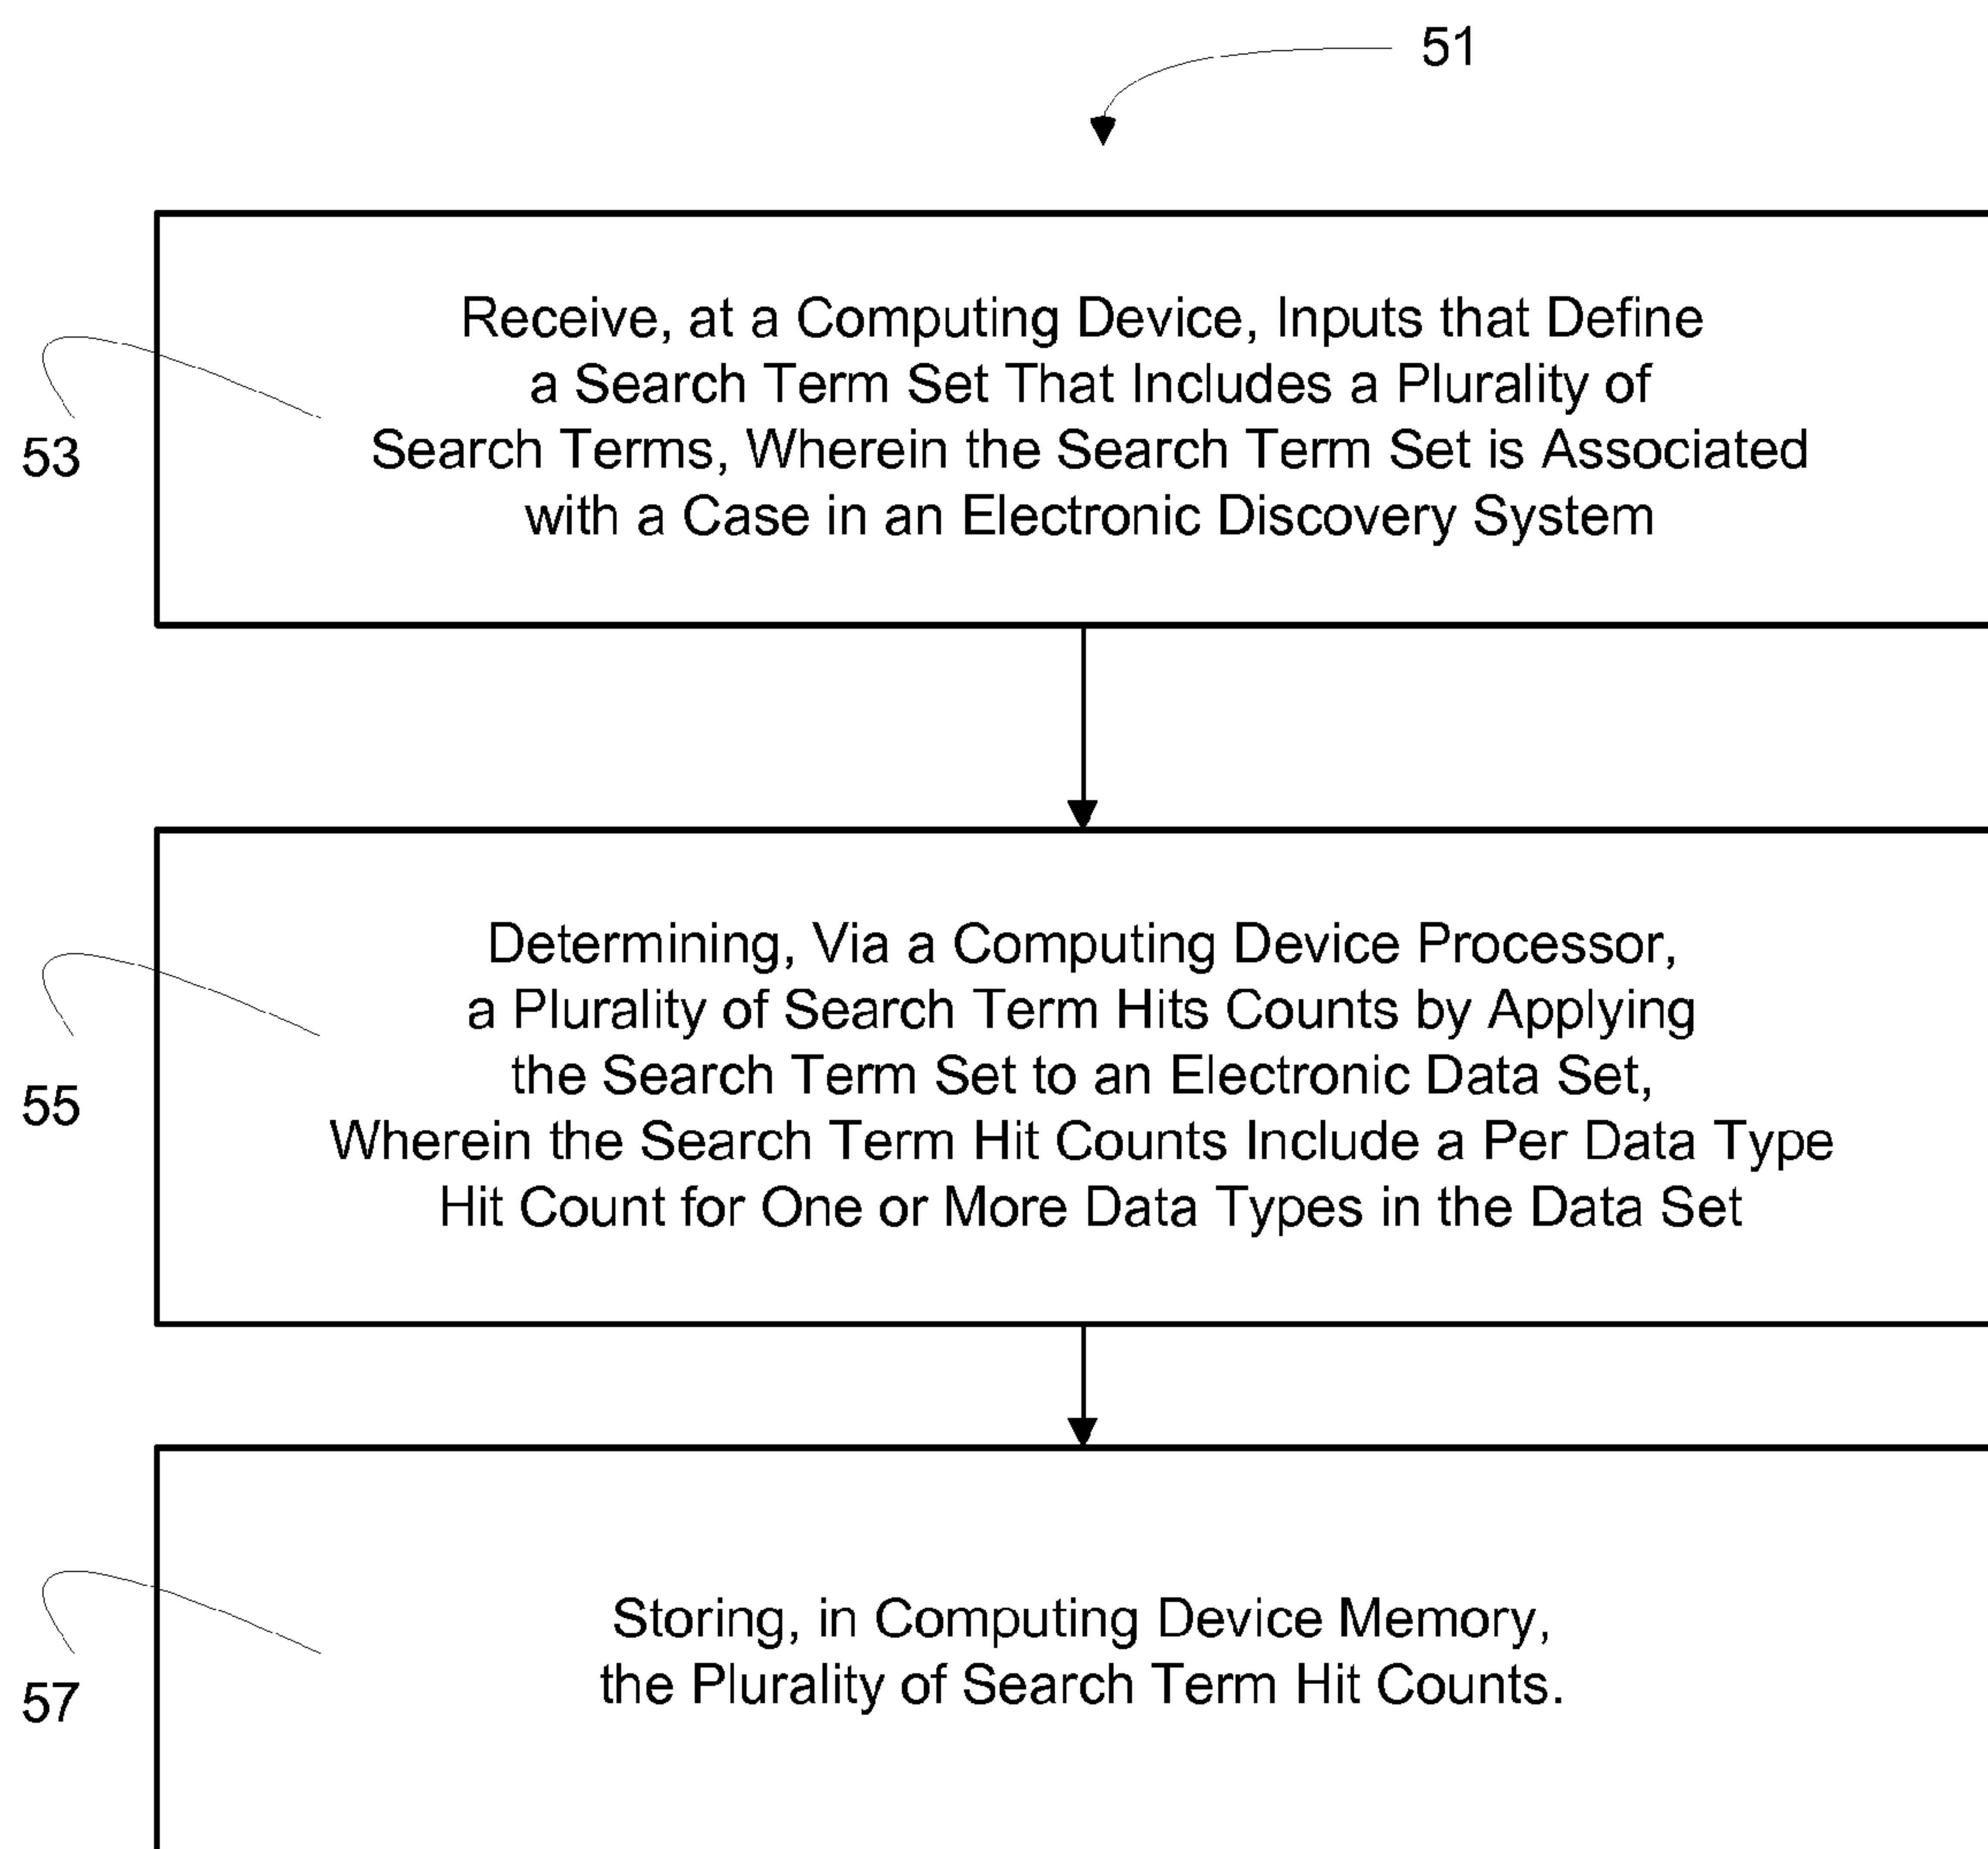 51
Receive, at a Computing Device, Inputs that Define
a Search Term Set That Includes a Plurality of
Search Terms, Wherein the Search Term Set is Associated
with a Case in an Electronic Discovery System
53
Determining, Via a Computing Device Processor,
a Plurality of Search Term Hits Counts by Applying
the Search Term Set to an Electronic Data Set,
Wherein the Search Term Hit Counts Include a Per Data Type
Hit Count for One or More Data Types in the Data Set
55
Storing, in Computing Device Memory,
the Plurality of Search Term Hit Counts.
57